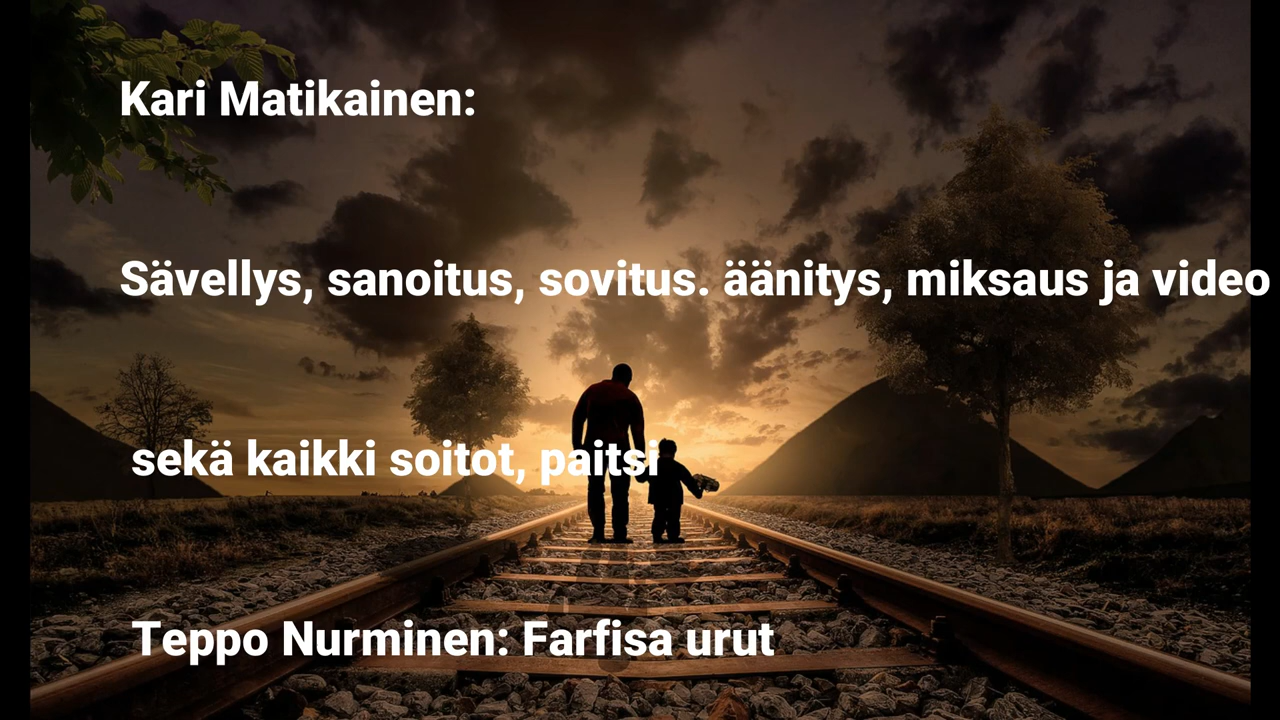 Kari Matikainen:
Sävellys, sanoitus, sovitus. äänitys, miksaus ja video
sekä kaikki soitot, paitsi
Teppo Nurminen: Farfisa urut